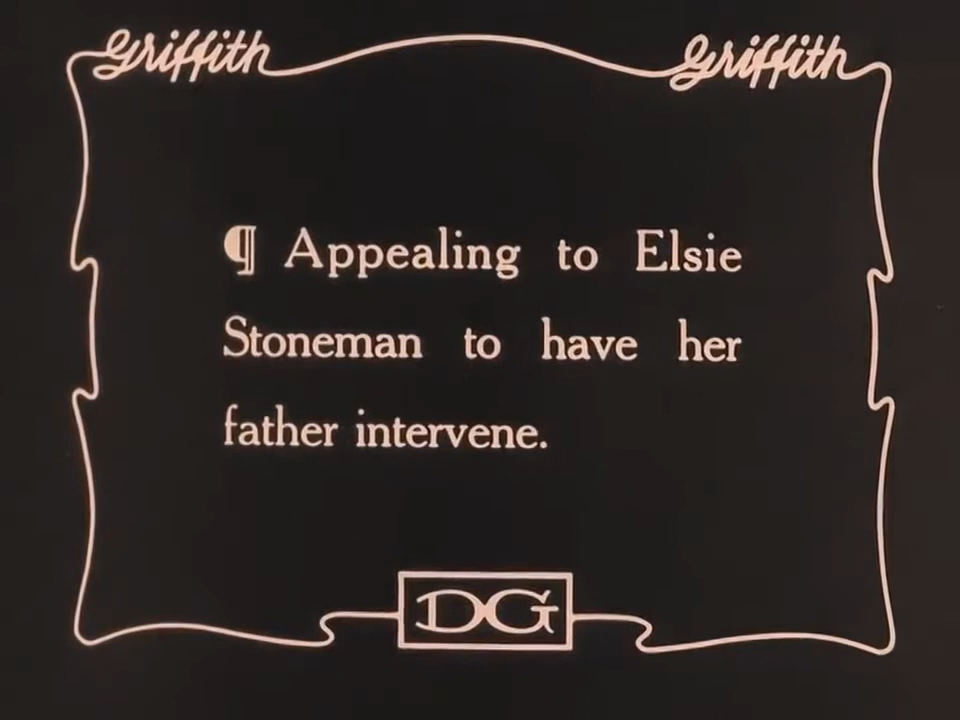 Griffith Griffith
¶ Appealing to Elsie
Stoneman to have her
father intervene.
DG